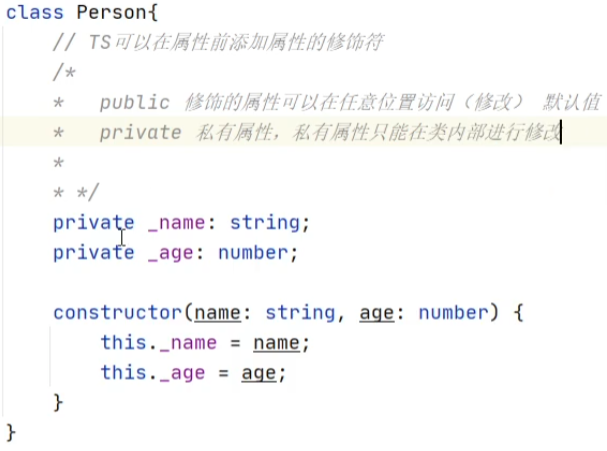 class Person{
// TS可以在属性前添加属性的修饰符
/*
*   public 修饰的属性可以在任意位置访问（修改） 默认值
*   private 私有属性，私有属性只能在类内部进行修改
*
* */
private _name: string;
private _age: number;
constructor(name: string, age: number) {
this._name = name;
this._age = age;
}
}